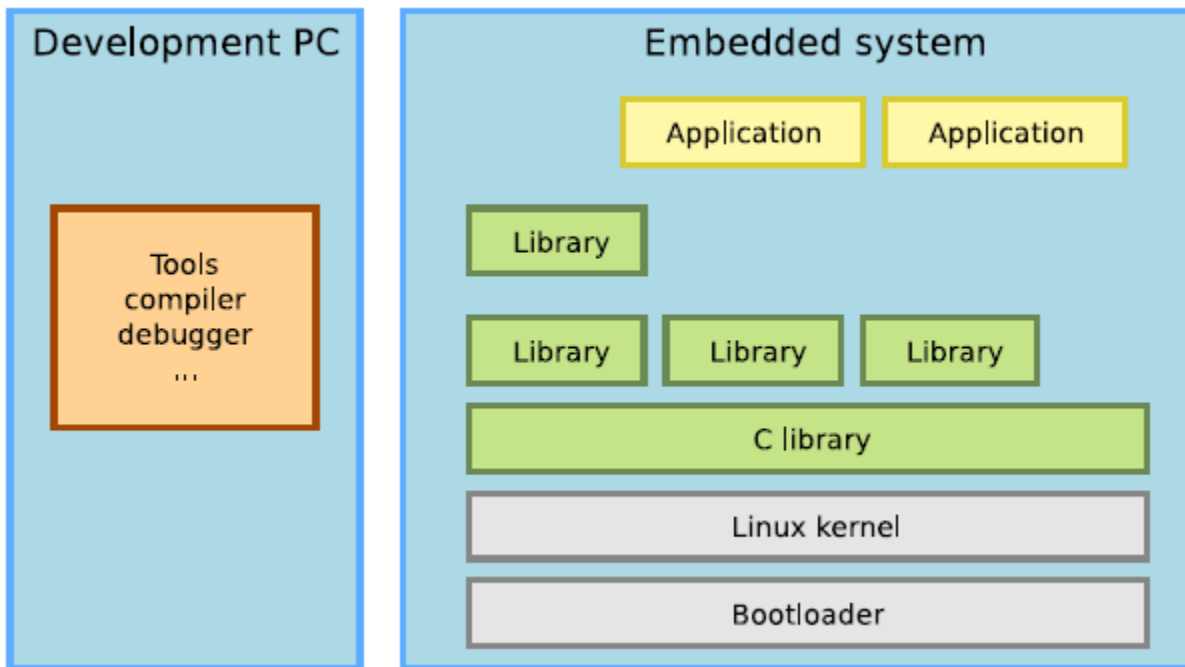 Development PC
Tools
compiler
debugger
...
Embedded system
Application
Application
Library
Library
Library
Library
C library
Linux kernel
Bootloader